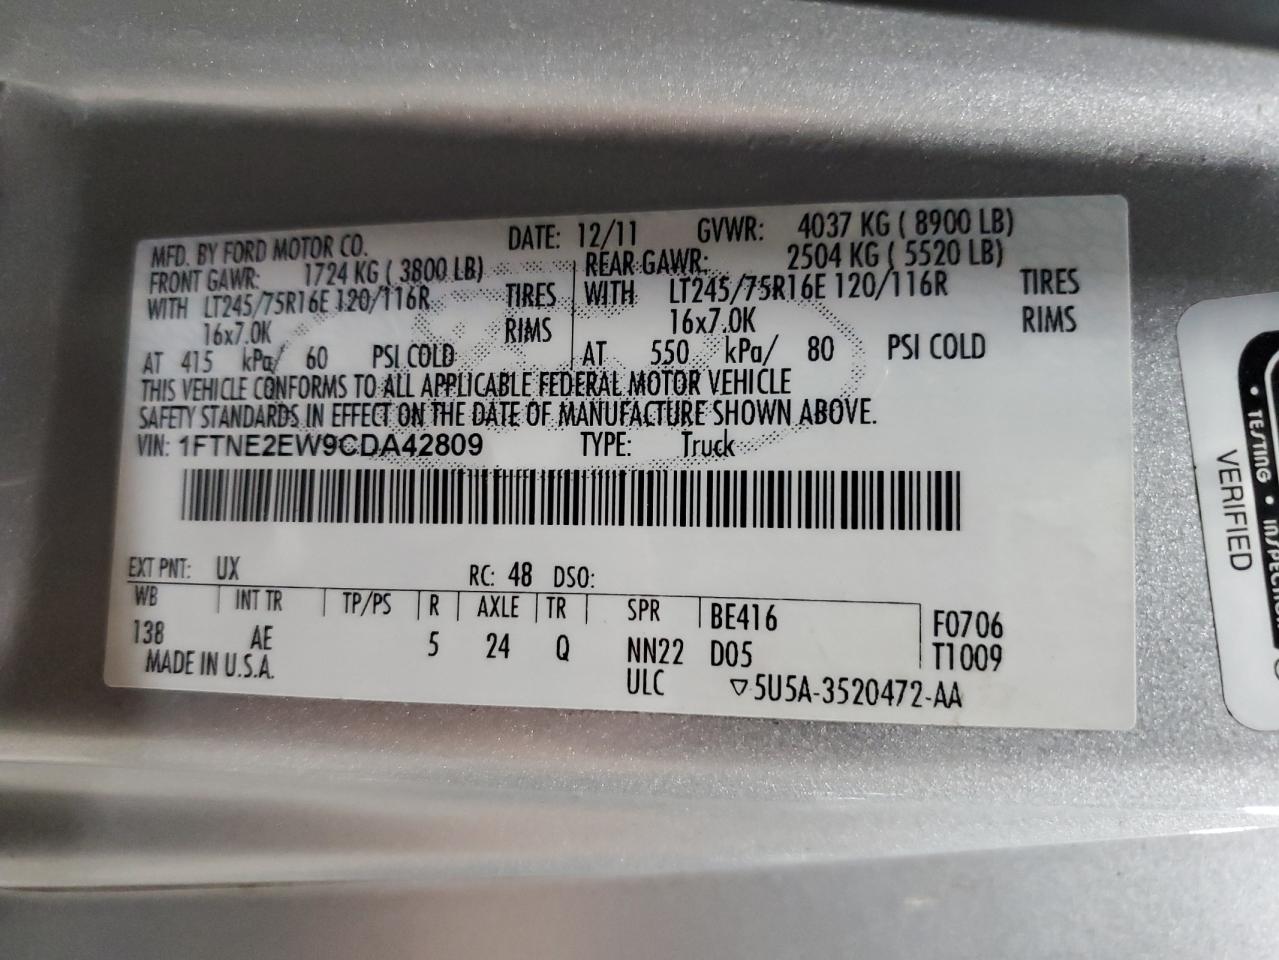 MFD. BY FORD MOTOR CO. DATE: 12/11 GVWR: 4037 KG ( 8900 LB)
FRONT GAWR: 1724 KG ( 3800 LB) REAR GAWR: 2504 KG ( 5520 LB)
WITH LT245/75R16E 120/116R TIRES WITH LT245/75R16E 120/116R TIRES
16x7.0K RIMS 16x7.0K RIMS
AT 415 kPa/ 60 PSI COLD AT 550 kPa/ 80 PSI COLD
THIS VEHICLE CONFORMS TO ALL APPLICABLE FEDERAL MOTOR VEHICLE
SAFETY STANDARDS IN EFFECT ON THE DATE OF MANUFACTURE SHOWN ABOVE.
VIN: 1FTNE2EW9CDA42809 TYPE: Truck
EXT PNT: UX RC: 48 DSO:
WB INT TR TP/PS R AXLE TR SPR BE416 F0706
138 AE 5 24 Q NN22 D05 T1009
MADE IN U.S.A. ULC ▽5U5A-3520472-AA
• TESTING •
VERIFIED